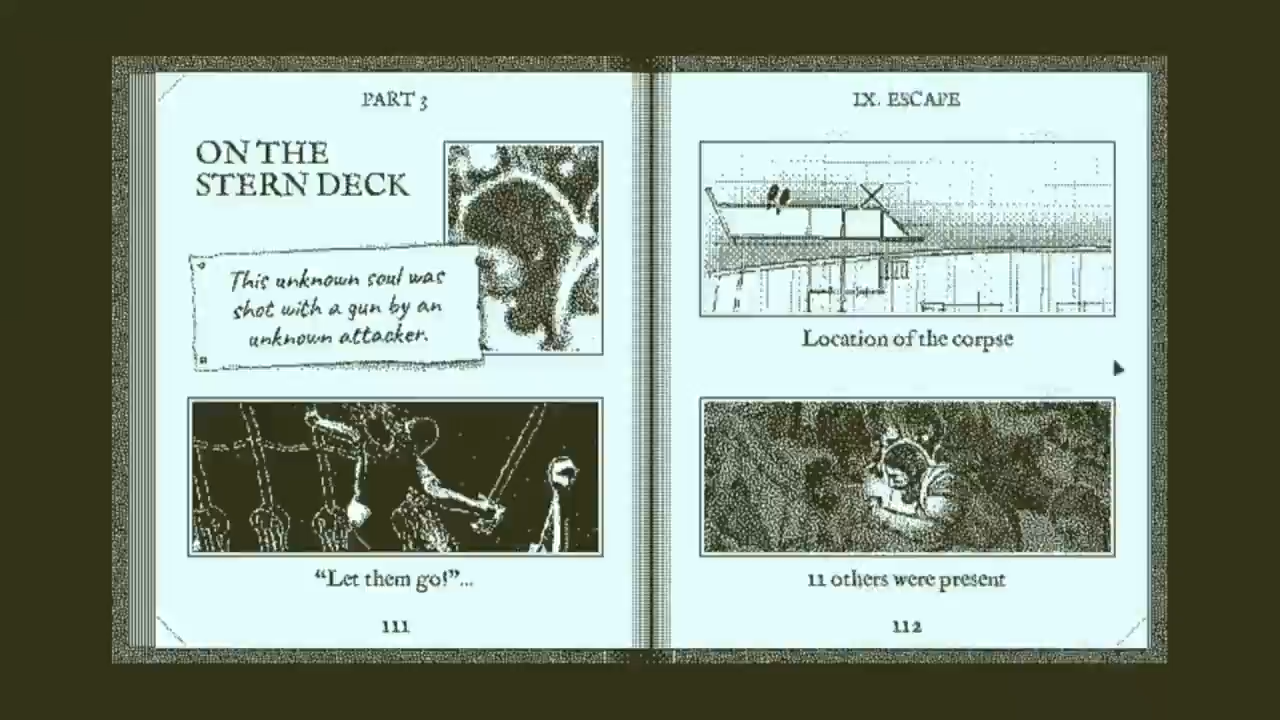 PART 3
ON THE
STERN DECK
This unknown soul was
shot with a gun by an
unknown attacker.
"Let them go!"...
111
IX. ESCAPE
Location of the corpse
11 others were present
112